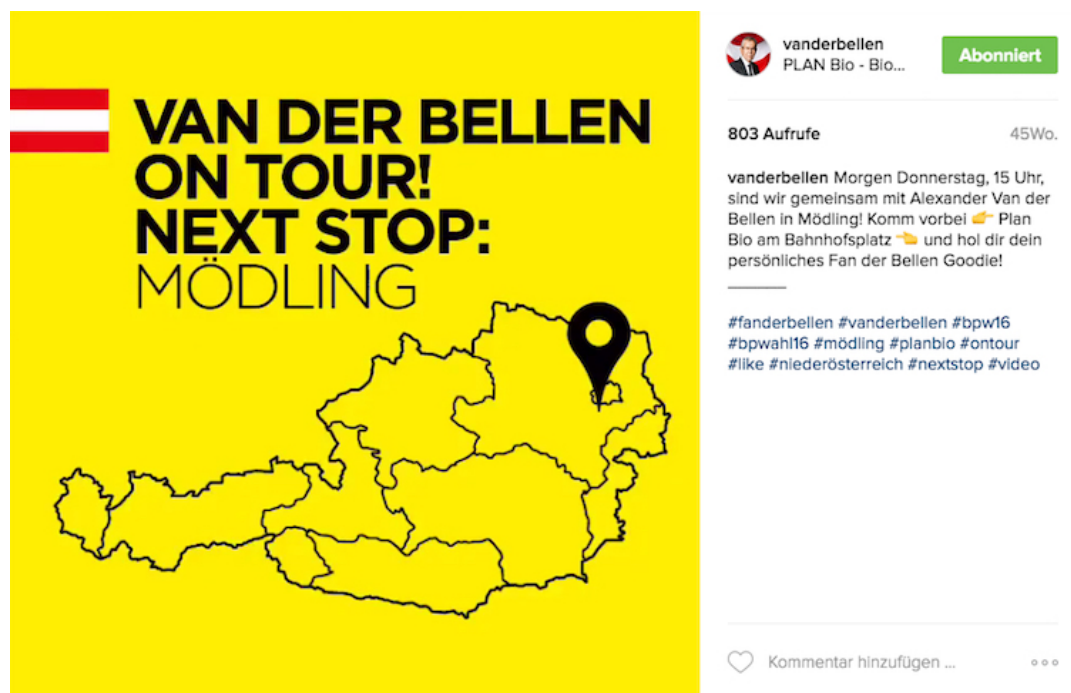 VAN DER BELLEN
ON TOUR!
NEXT STOP:
MÖDLING
vanderbellen
PLAN Bio - Bio...
Abonniert
803 Aufrufe
45Wo.
vanderbellen Morgen Donnerstag, 15 Uhr,
sind wir gemeinsam mit Alexander Van der
Bellen in Mödling! Komm vorbei 👉 Plan
Bio am Bahnhofsplatz 👈 und hol dir dein
persönliches Fan der Bellen Goodie!
#fanderbellen #vanderbellen #bpw16
#bpwahl16 #mödling #planbio #ontour
#like #niederösterreich #nextstop #video
Kommentar hinzufügen ...